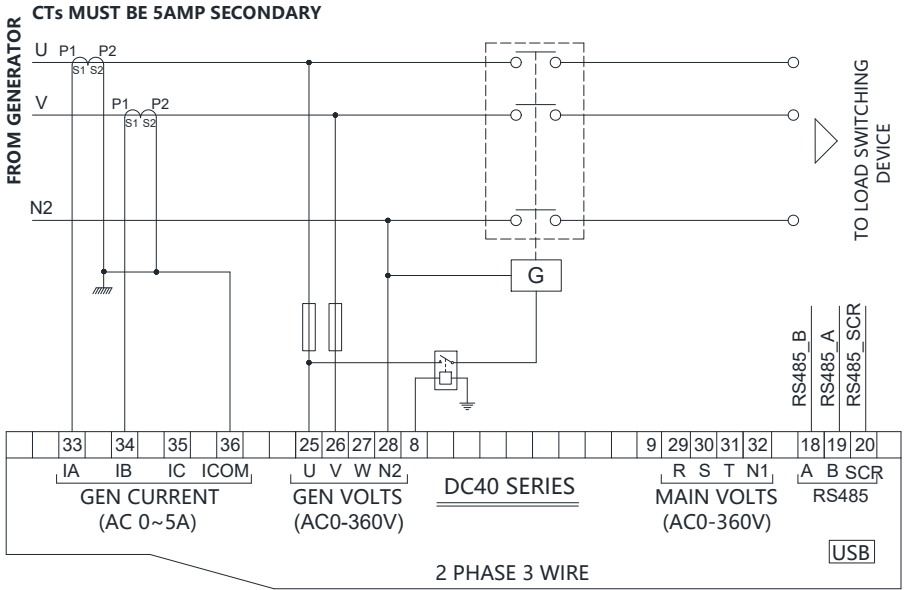 CTs MUST BE 5AMP SECONDARY
FROM GENERATOR
U P1 P2
S1 S2
V P1 P2
S1 S2
N2
TO LOAD SWITCHING
DEVICE
G
RS485_B
RS485_A
RS485_SCR
33 34 35 36 25 26 27 28 8 9 29 30 31 32 18 19 20
IA IB IC ICOM U V W N2 R S T N1 A B SCR
GEN CURRENT
(AC 0~5A)
GEN VOLTS
(AC0-360V)
DC40 SERIES
MAIN VOLTS
(AC0-360V)
RS485
USB
2 PHASE 3 WIRE